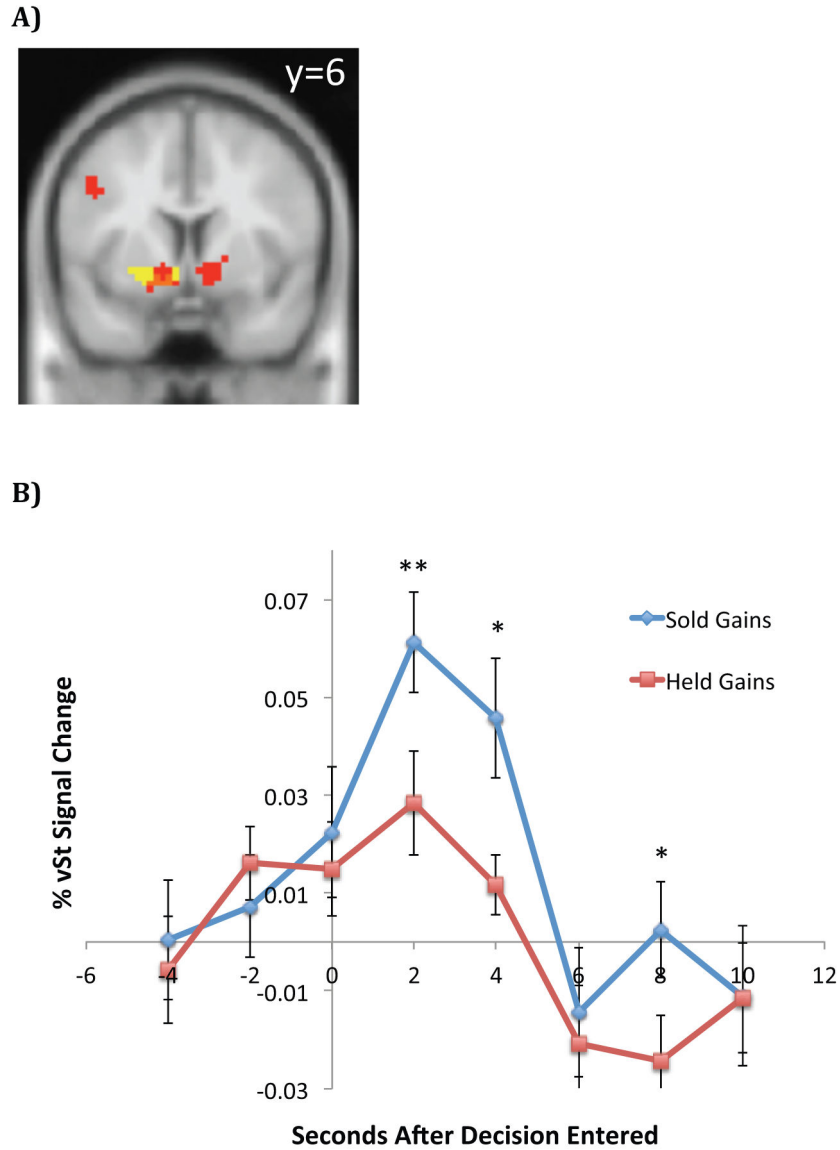 A)
y=6
B)
**
*
*
0.07
0.05
0.03
0.01
-0.01
-0.03
% vSt Signal Change
Sold Gains
Held Gains
-6
-4
-2
0
2
4
6
8
10
12
Seconds After Decision Entered